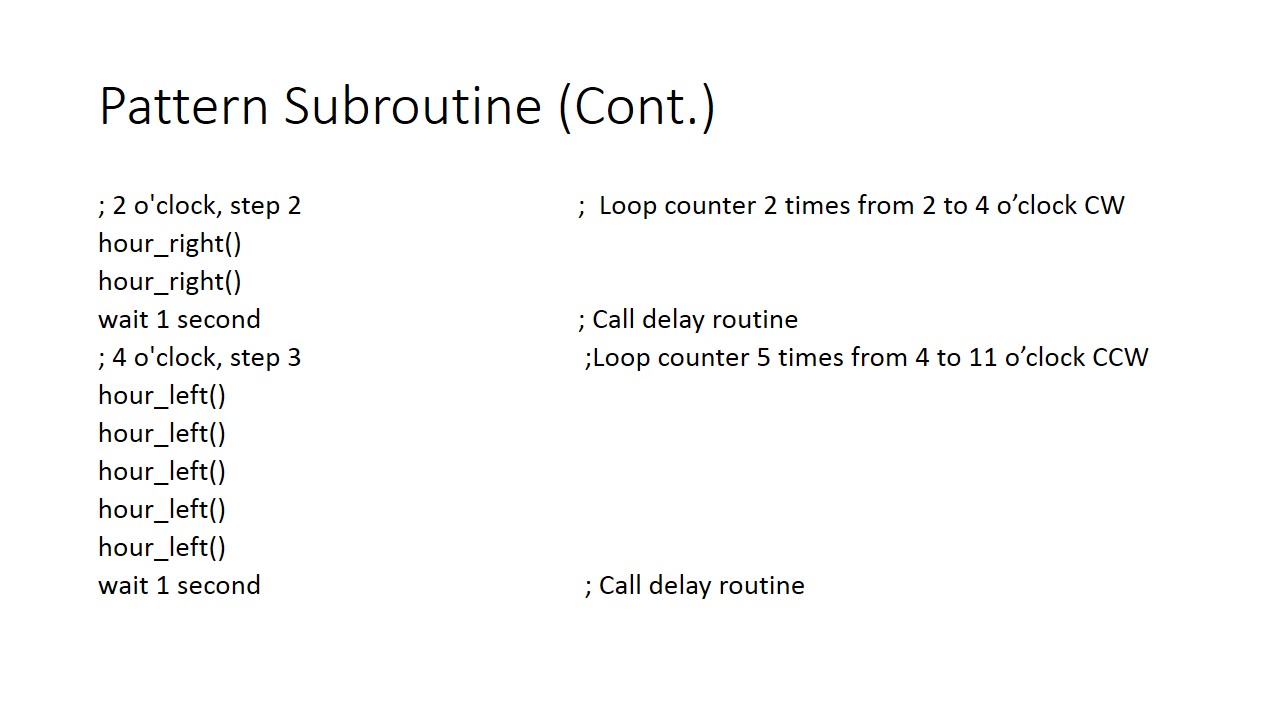 Pattern Subroutine (Cont.)
; 2 o'clock, step 2 ;  Loop counter 2 times from 2 to 4 o’clock CW
hour_right()
hour_right()
wait 1 second ; Call delay routine
; 4 o'clock, step 3 ;Loop counter 5 times from 4 to 11 o’clock CCW
hour_left()
hour_left()
hour_left()
hour_left()
hour_left()
wait 1 second ; Call delay routine